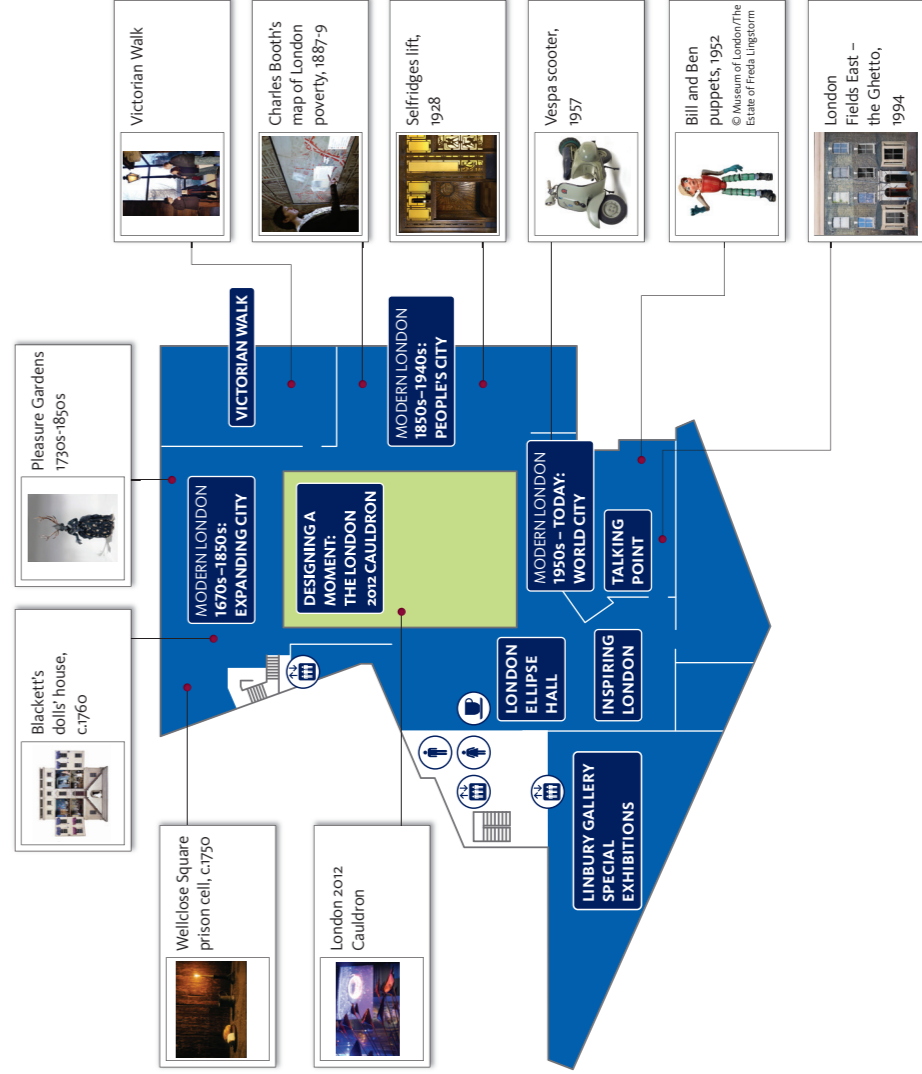 Wellclose Square
prison cell, c.1750
Blackett's
dolls' house,
c.1760
Pleasure Gardens
1730s-1850s
London 2012
Cauldron
Victorian Walk
Charles Booth's
map of London
poverty, 1887-9
Selfridges lift,
1928
Vespa scooter,
1957
Bill and Ben
puppets, 1952
© Museum of London/The
Estate of Freda Lingstorm
London
Fields East –
the Ghetto,
1994
MODERN LONDON
1670s–1850s:
EXPANDING CITY
VICTORIAN WALK
DESIGNING A
MOMENT:
THE LONDON
2012 CAULDRON
MODERN LONDON
1850s–1940s:
PEOPLE'S CITY
LONDON
ELLIPSE
HALL
MODERN LONDON
1950s – TODAY:
WORLD CITY
LINBURY GALLERY
SPECIAL
EXHIBITIONS
INSPIRING
LONDON
TALKING
POINT